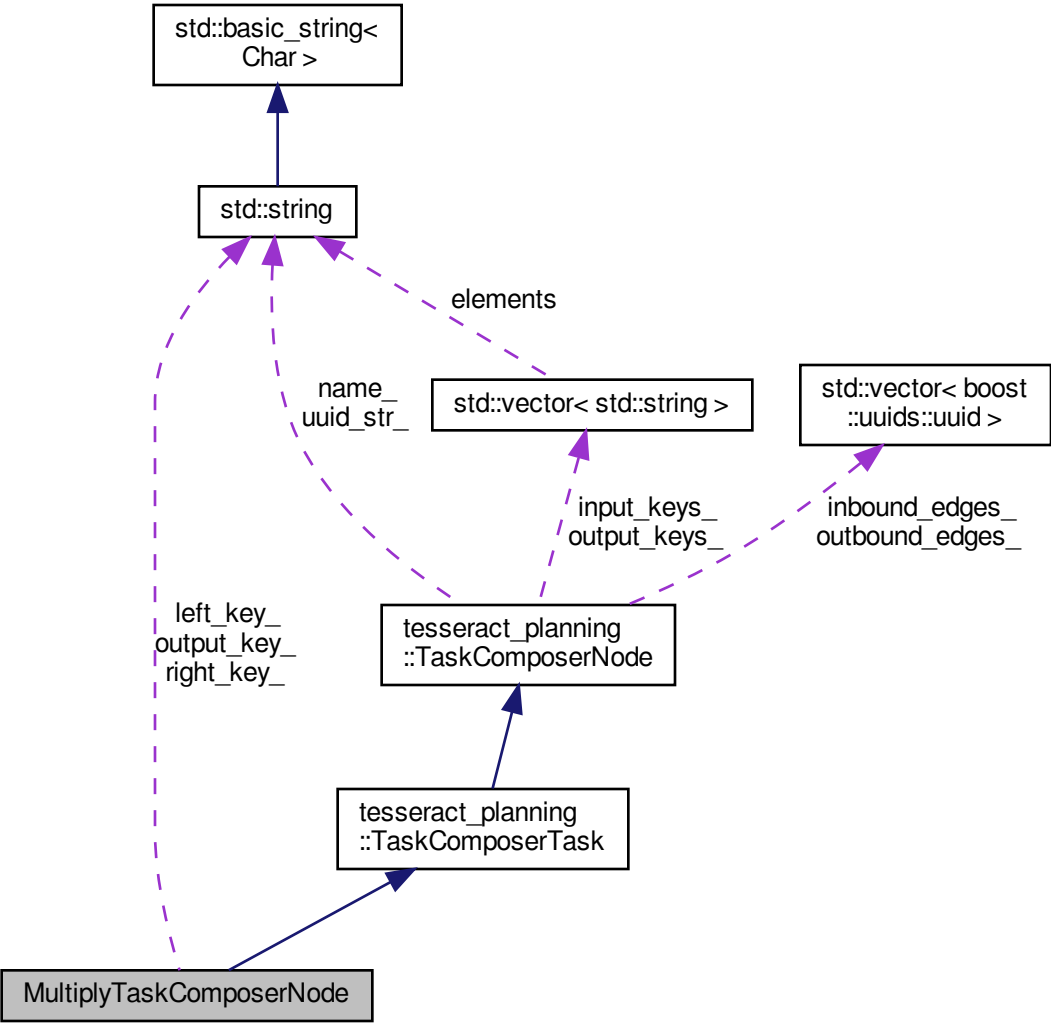 std::basic_string<
Char >
std::string
elements
name_
uuid_str_
std::vector< std::string >
std::vector< boost
::uuids::uuid >
input_keys_
output_keys_
inbound_edges_
outbound_edges_
left_key_
output_key_
right_key_
tesseract_planning
::TaskComposerNode
tesseract_planning
::TaskComposerTask
MultiplyTaskComposerNode